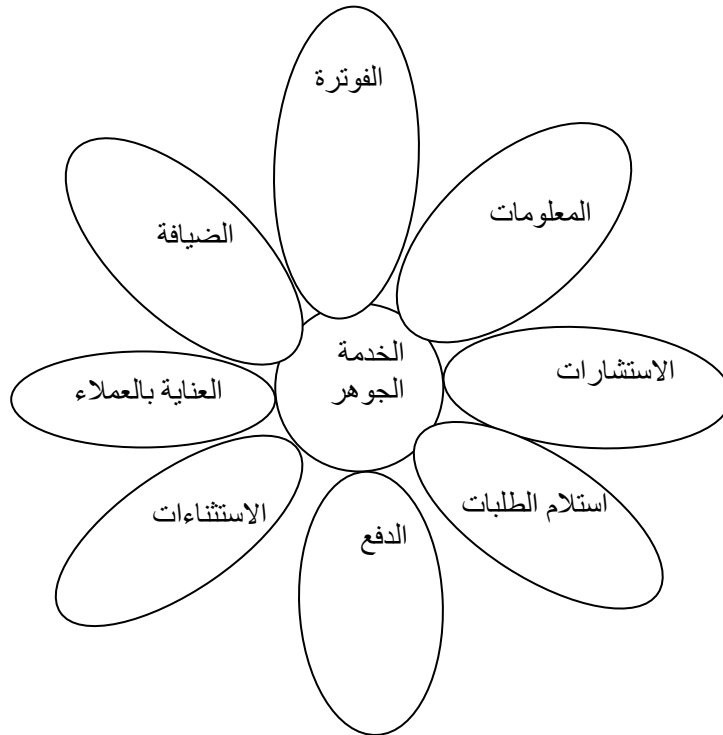 الفوترة
المعلومات
الضيافة
الخدمة
الجوهر
الاستشارات
العناية بالعملاء
استلام الطلبات
الاستثناءات
الدفع